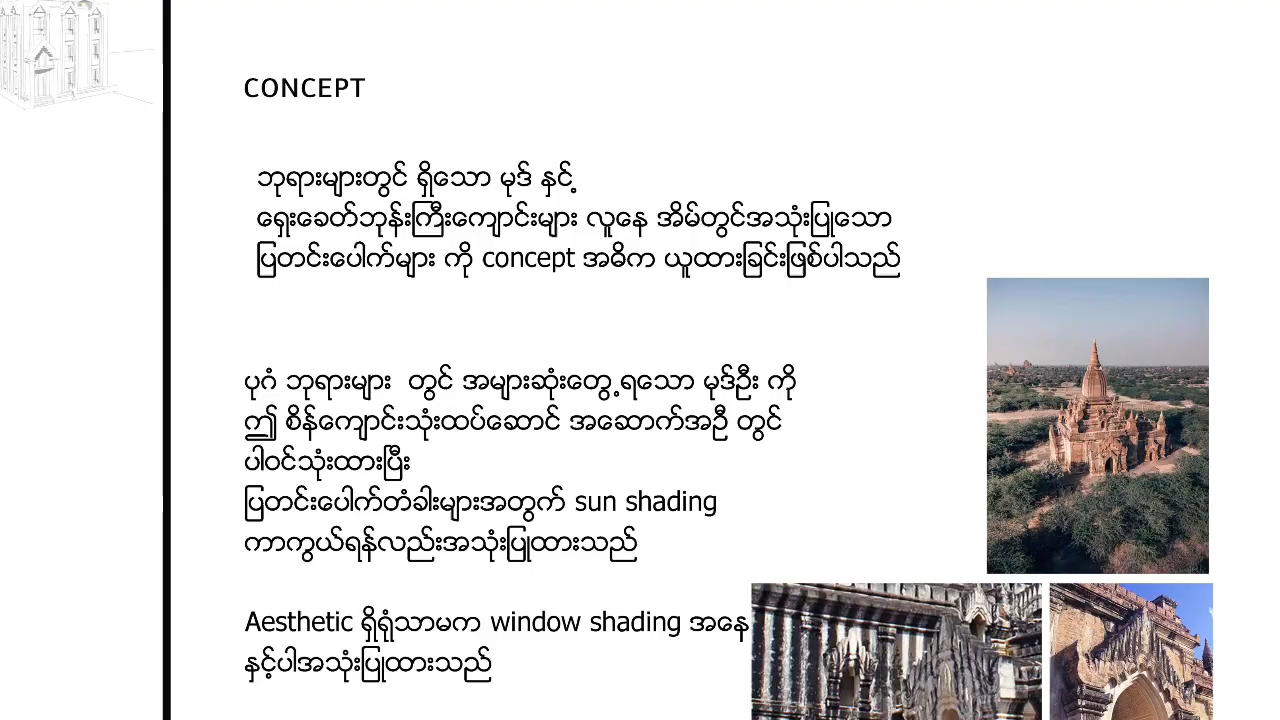 CONCEPT
ဘုရားများတွင် ရှိသော မုဒ် နှင့်
ရှေးခေတ်ဘုန်းကြီးကျောင်းများ လူနေ အိမ်တွင်အသုံးပြုသော
ပြတင်းပေါက်များ ကို concept အဓိက ယူထားခြင်းဖြစ်ပါသည်
ပုဂံ ဘုရားများ တွင် အများဆုံးတွေ့ရသော မုဒ်ဦး ကို
ဤ စိန်ကျောင်းသုံးထပ်ဆောင် အဆောက်အဦ တွင်
ပါဝင်သုံးထားပြီး
ပြတင်းပေါက်တံခါးများအတွက် sun shading
ကာကွယ်ရန်လည်းအသုံးပြုထားသည်
Aesthetic ရှိရုံသာမက window shading အနေ
နှင့်ပါအသုံးပြုထားသည်